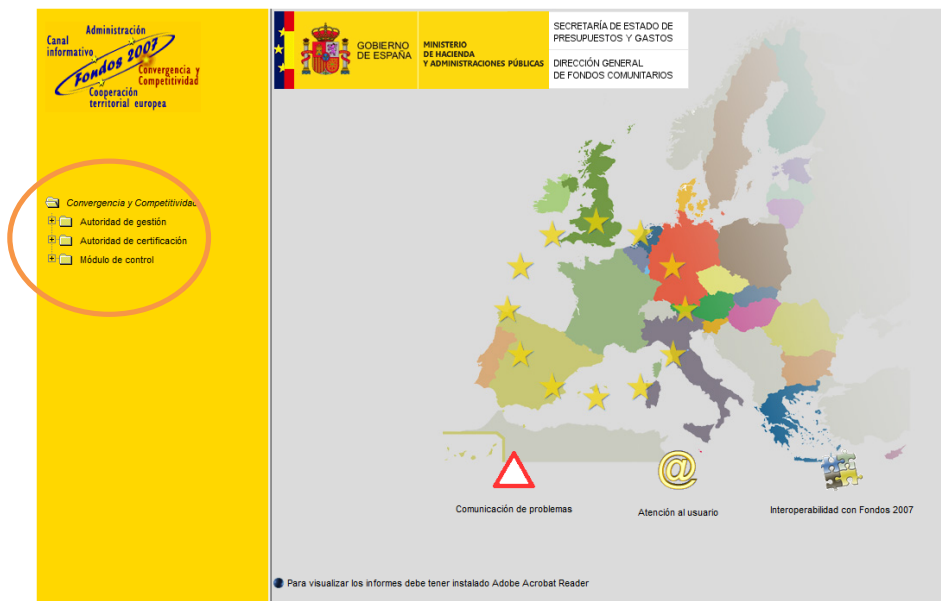 Administración
Canal
informativo
Fondos 2007
Convergencia y
Competitividad
Cooperación
territorial europea
GOBIERNO
DE ESPAÑA
MINISTERIO
DE HACIENDA
Y ADMINISTRACIONES PÚBLICAS
SECRETARÍA DE ESTADO DE
PRESUPUESTOS Y GASTOS
DIRECCIÓN GENERAL
DE FONDOS COMUNITARIOS
Convergencia y Competitividad
Autoridad de gestión
Autoridad de certificación
Módulo de control
@
Comunicación de problemas
Atención al usuario
Interoperabilidad con Fondos 2007
Para visualizar los informes debe tener instalado Adobe Acrobat Reader